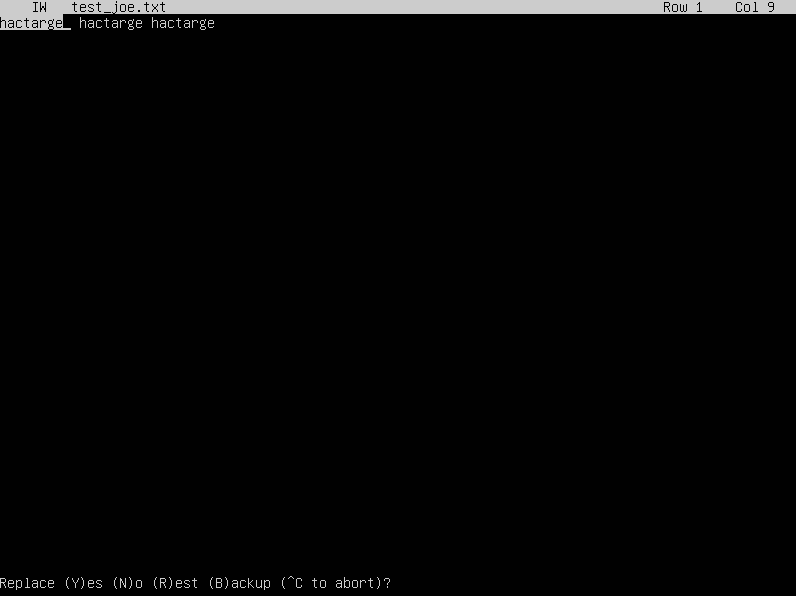 IW test_joe.txt Row 1 Col 9
hactarge hactarge hactarge
Replace (Y)es (N)o (R)est (B)ackup (^C to abort)?